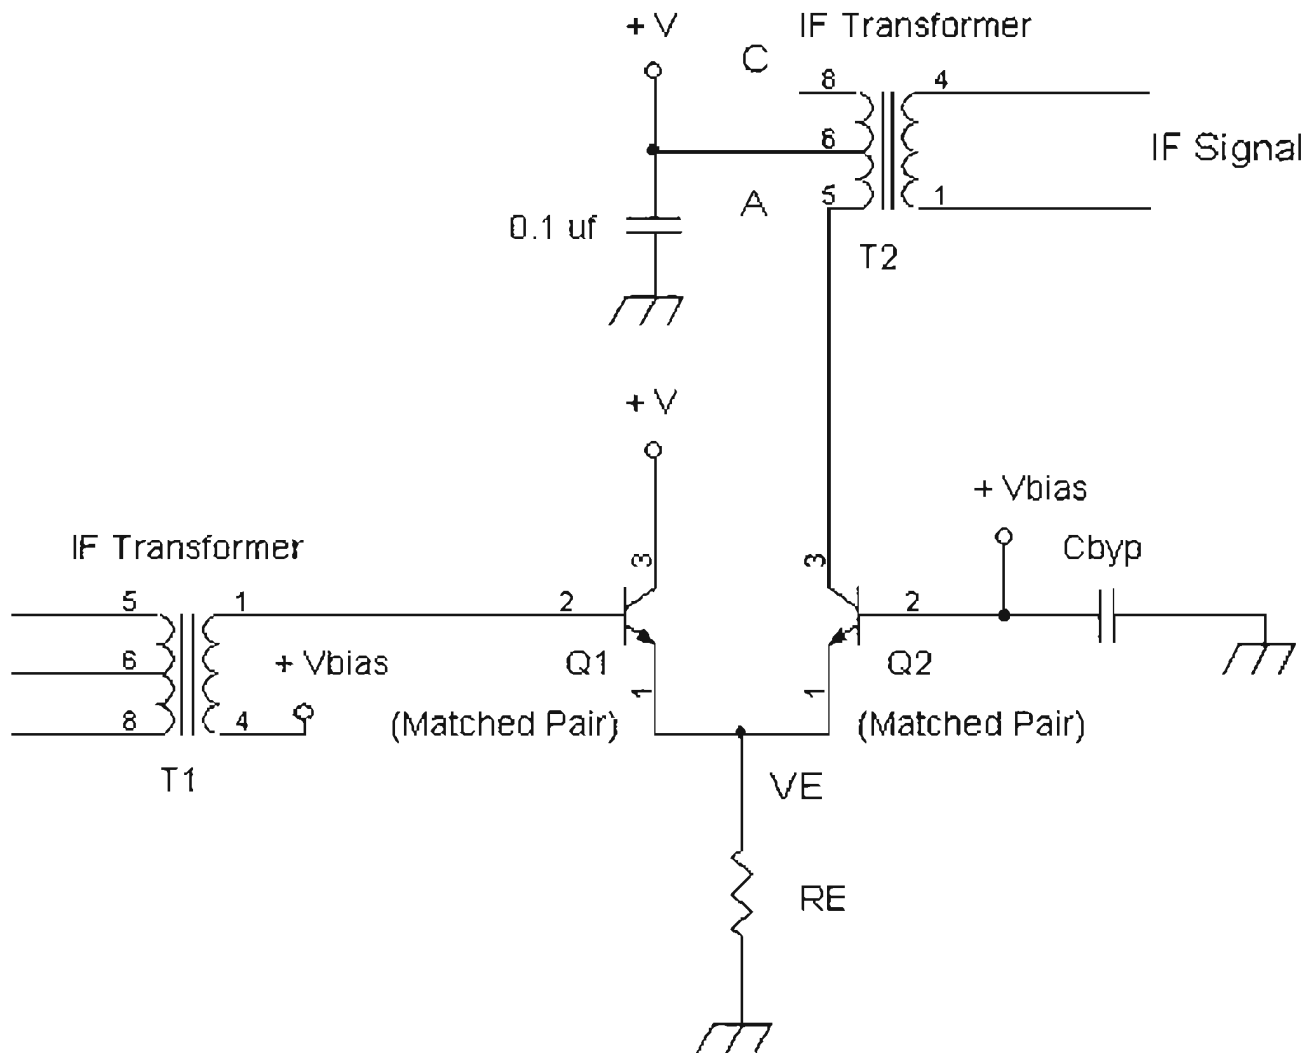 + V
IF Transformer
C
8
4
6
IF Signal
A
5
1
0.1 uf
T2
+ V
+ Vbias
IF Transformer
3
3
Cbyp
5
1
2
2
6
+ Vbias
Q1
Q2
8
4
1
1
(Matched Pair)
(Matched Pair)
T1
VE
RE